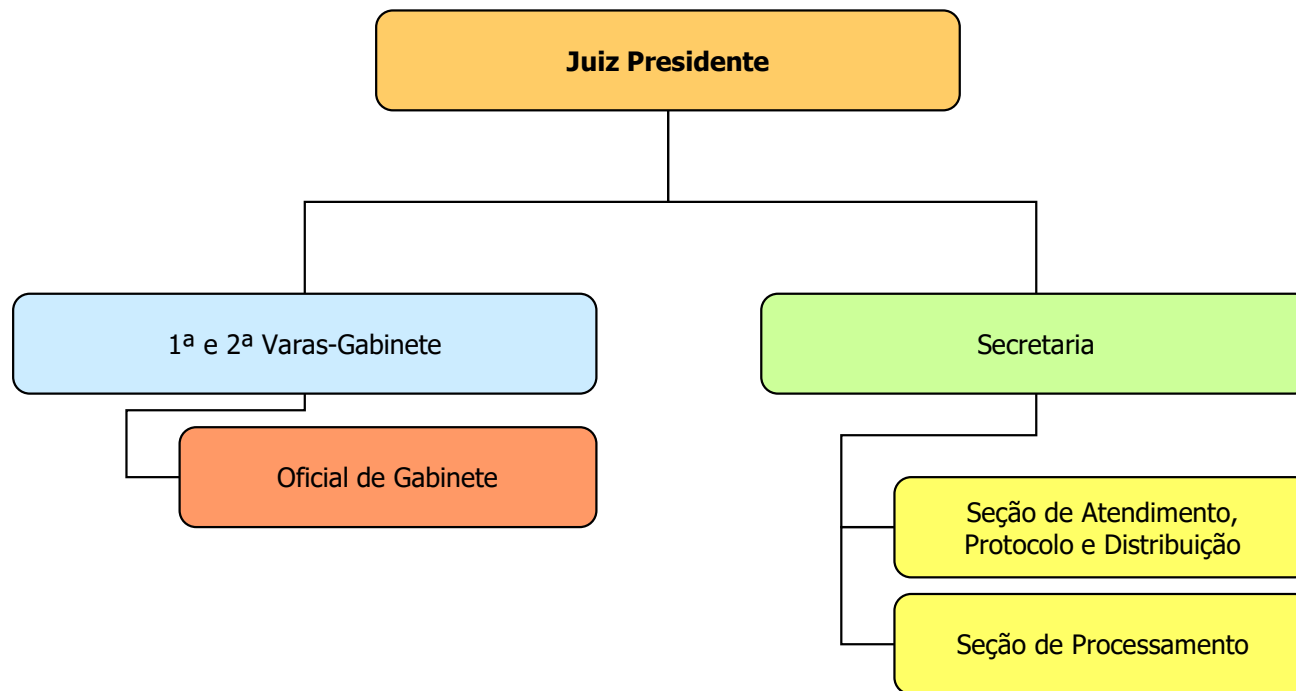 Juiz Presidente
1ª e 2ª Varas-Gabinete
Secretaria
Oficial de Gabinete
Seção de Atendimento,
Protocolo e Distribuição
Seção de Processamento